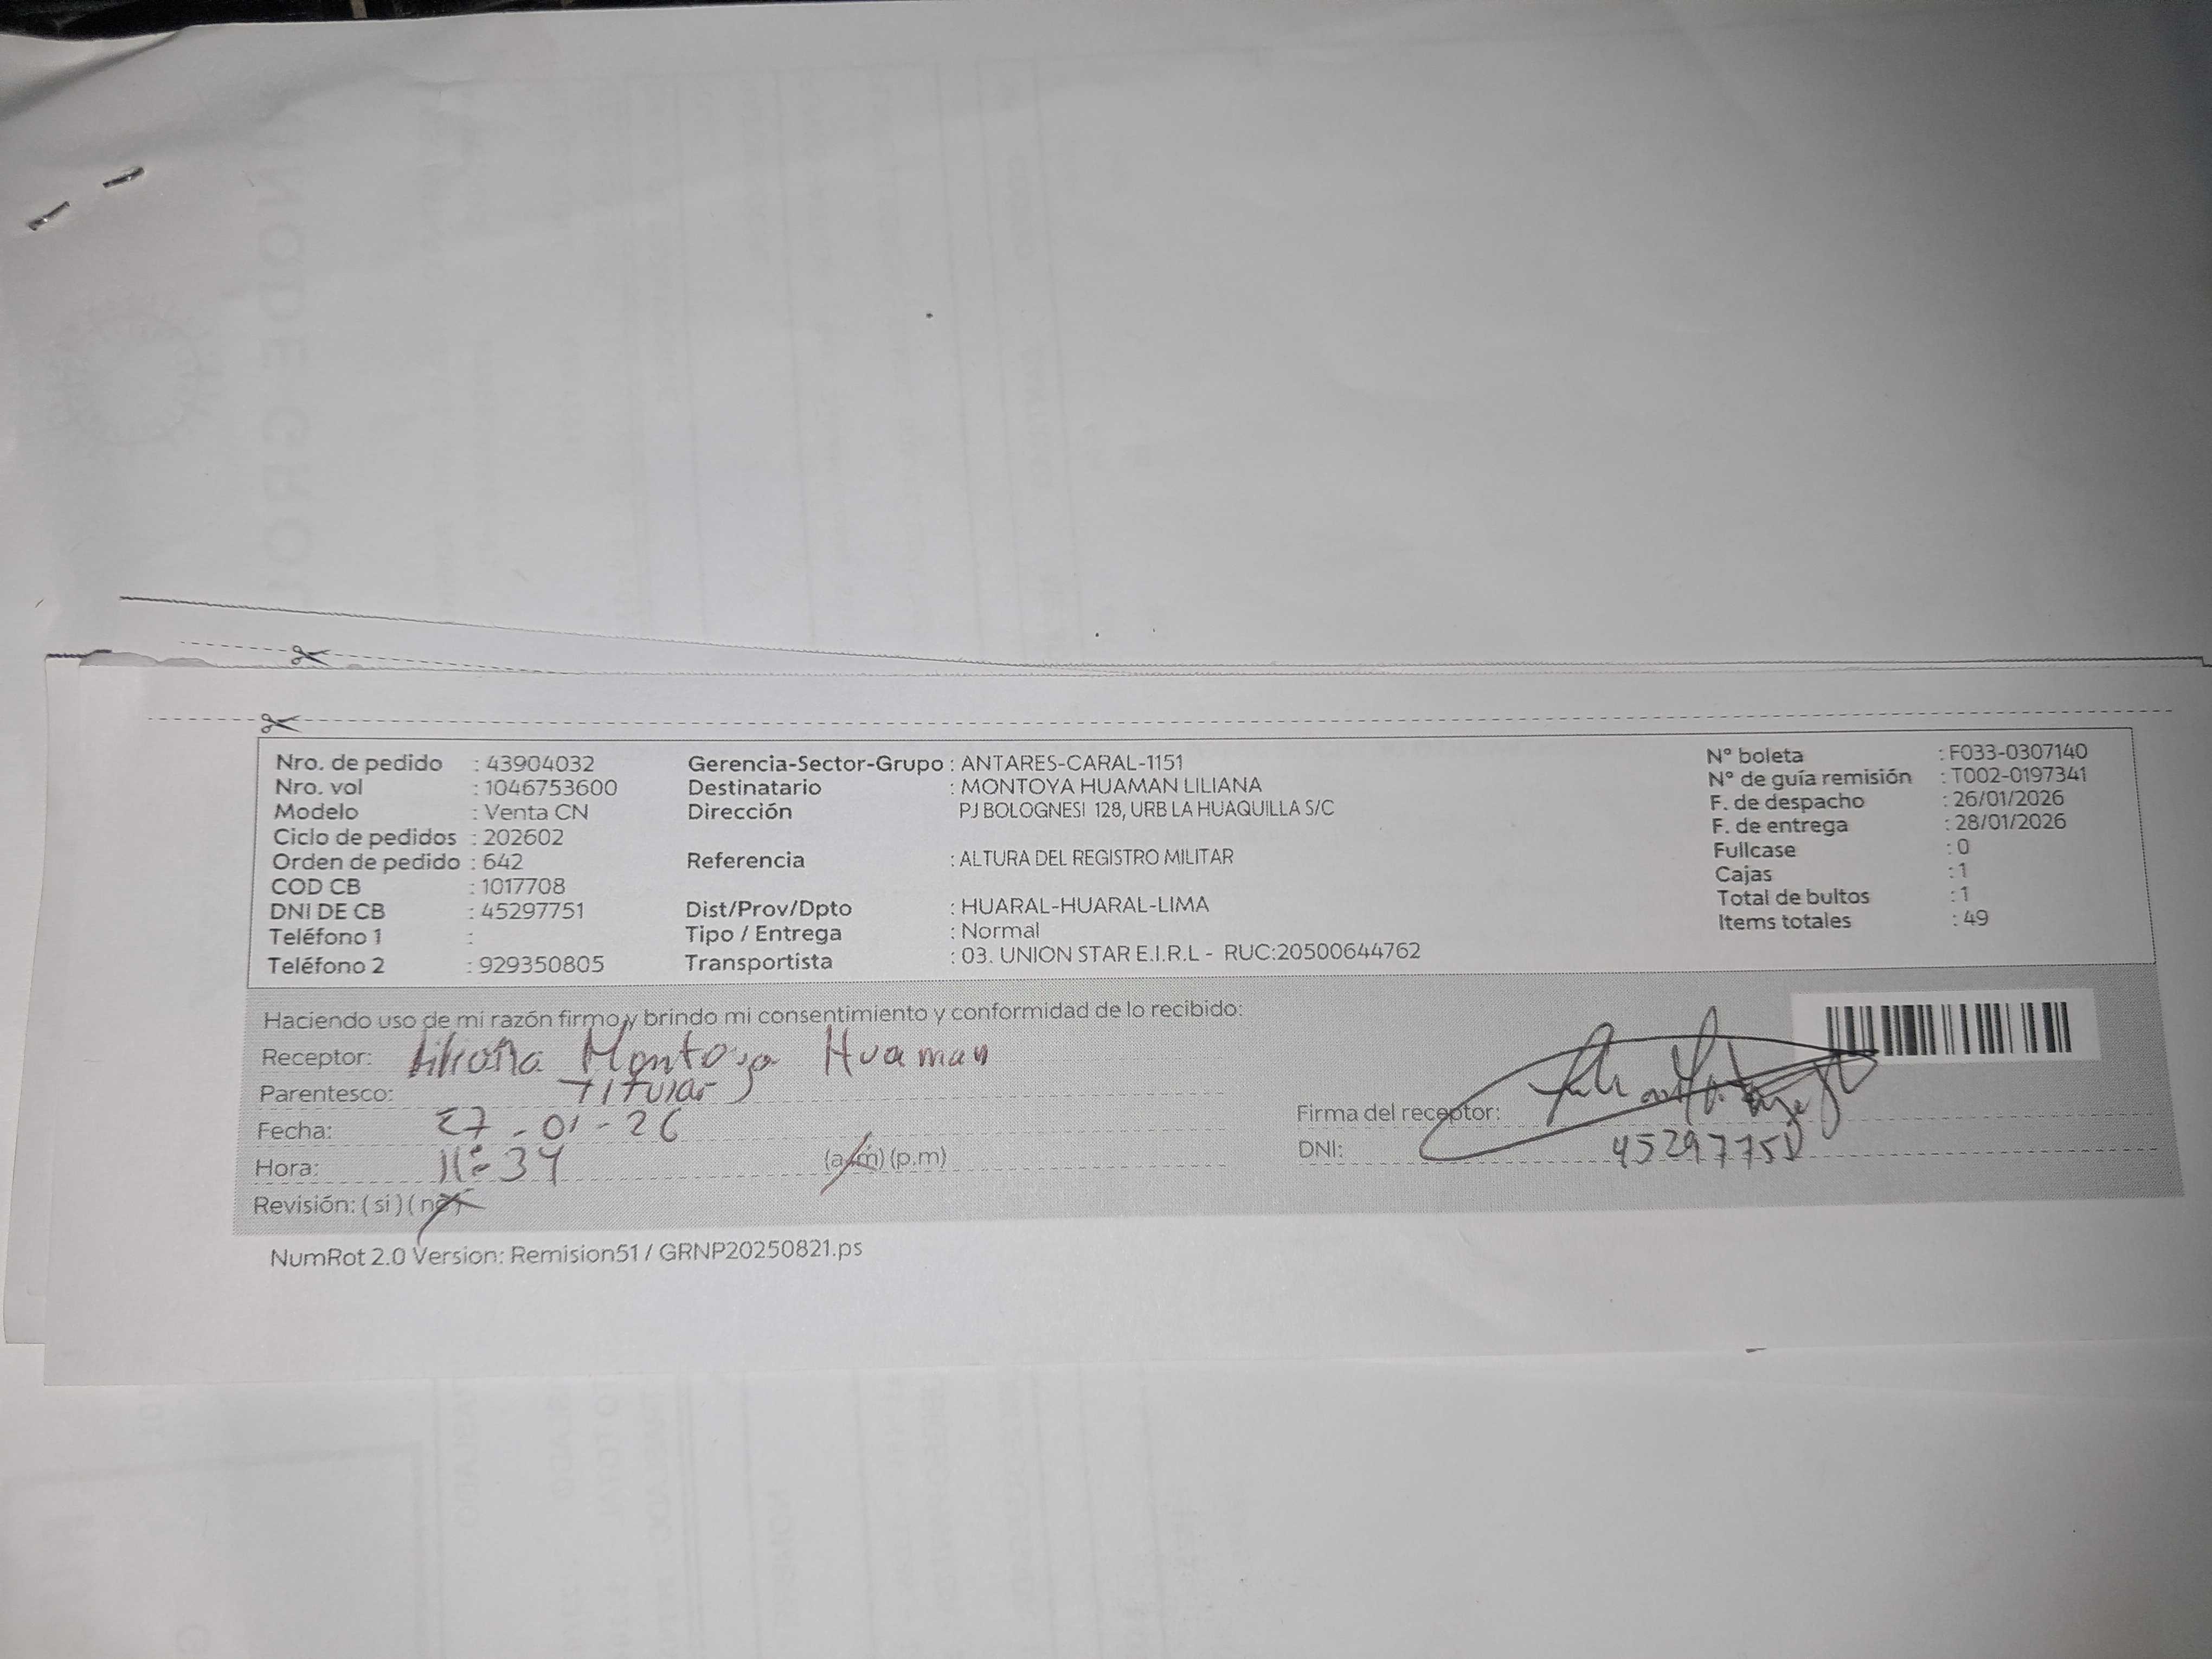 Nro. de pedido : 43904032
Nro. vol : 1046753600
Modelo : Venta CN
Ciclo de pedidos : 202602
Orden de pedido : 642
COD CB : 1017708
DNI DE CB : 45297751
Teléfono 1 :
Teléfono 2 : 929350805
Gerencia-Sector-Grupo : ANTARES-CARAL-1151
Destinatario : MONTOYA HUAMAN LILIANA
Dirección PJ BOLOGNESI 128, URB LA HUAQUILLA S/C
Referencia : ALTURA DEL REGISTRO MILITAR
Dist/Prov/Dpto : HUARAL-HUARAL-LIMA
Tipo / Entrega : Normal
Transportista : 03. UNION STAR E.I.R.L - RUC:20500644762
N° boleta : F033-0307140
N° de guía remisión : T002-0197341
F. de despacho : 26/01/2026
F. de entrega : 28/01/2026
Fullcase : 0
Cajas : 1
Total de bultos : 1
Items totales : 49
Haciendo uso de mi razón firmo y brindo mi consentimiento y conformidad de lo recibido:
Receptor: Liliana Montoya Huaman
Parentesco: Titular
Fecha: 27-01-26
Hora: 11:34 (a.m) (p.m)
Revisión: ( si ) ( no )
Firma del receptor:
DNI: 45297751
NumRot 2.0 Version: Remision51 / GRNP20250821.ps